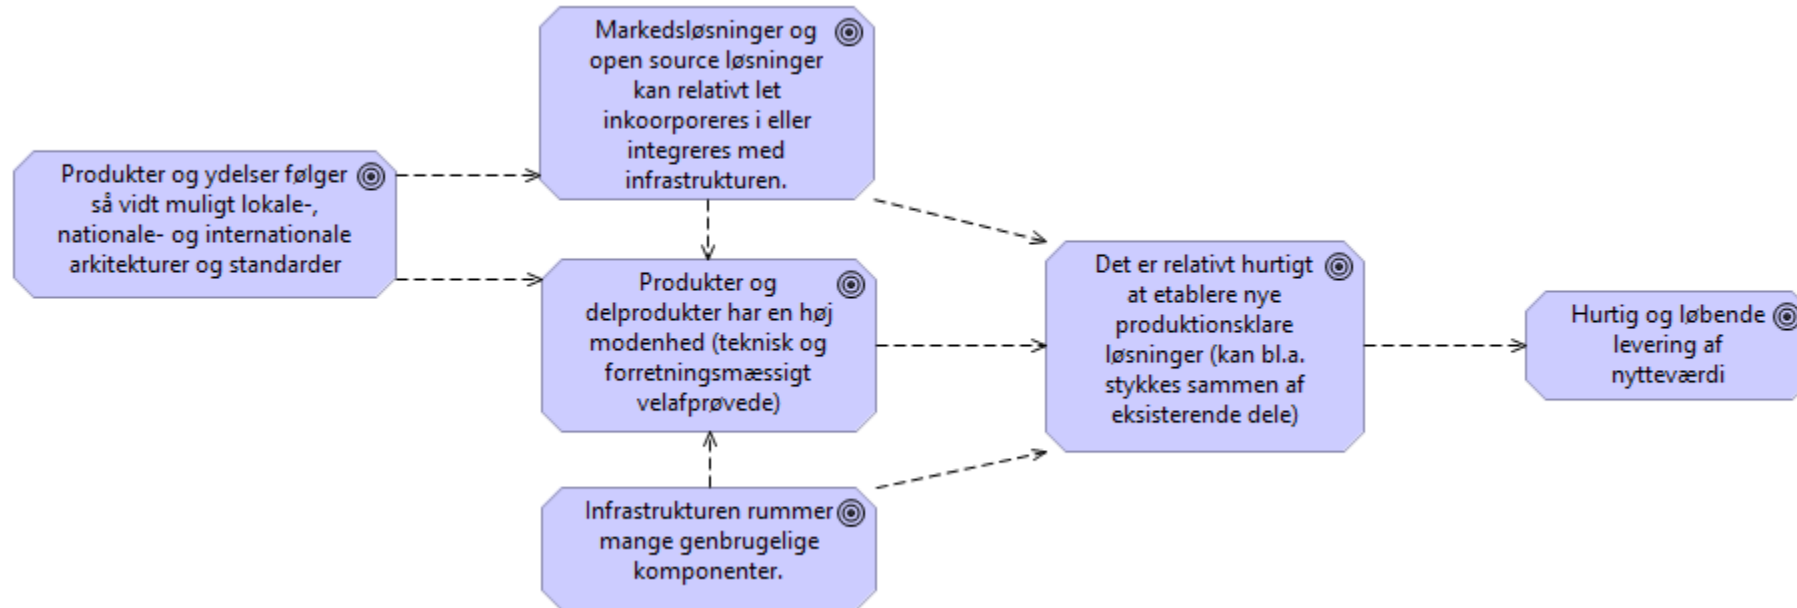 Produkter og ydelser følger
så vidt muligt lokale-,
nationale- og internationale
arkitekturer og standarder
Markedsløsninger og
open source løsninger
kan relativt let
inkoorporeres i eller
integreres med
infrastrukturen.
Produkter og
delprodukter har en høj
modenhed (teknisk og
forretningsmæssigt
velafprøvede)
Infrastrukturen rummer
mange genbrugelige
komponenter.
Det er relativt hurtigt
at etablere nye
produktionsklare
løsninger (kan bl.a.
stykkes sammen af
eksisterende dele)
Hurtig og løbende
levering af
nytteværdi